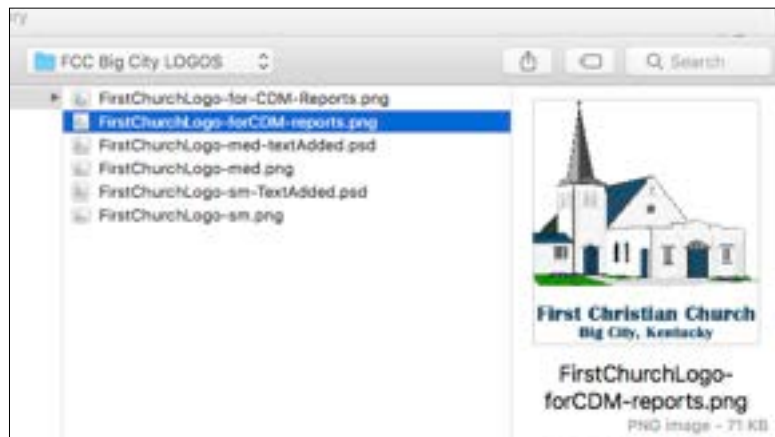 ry
FCC Big City LOGOS
Search
FirstChurchLogo-for-CDM-Reports.png
FirstChurchLogo-forCDM-reports.png
FirstChurchLogo-med-textAdded.psd
FirstChurchLogo-med.png
FirstChurchLogo-sm-TextAdded.psd
FirstChurchLogo-sm.png
First Christian Church
Big City, Kentucky
FirstChurchLogo-
forCDM-reports.png
PNG image - 71 KB